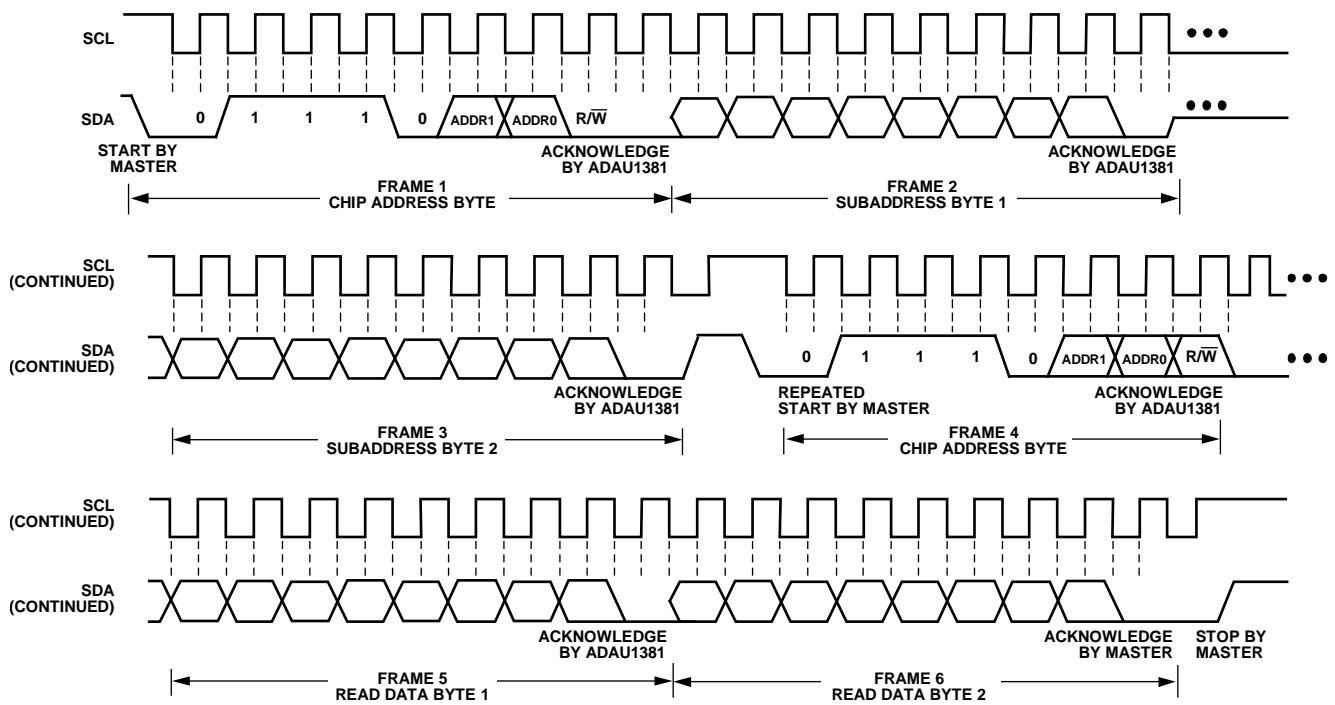 SCL
SDA
0 1 1 1 0 ADDR1 ADDR0 R/W̅
START BY
MASTER
ACKNOWLEDGE
BY ADAU1381
ACKNOWLEDGE
BY ADAU1381
FRAME 1
CHIP ADDRESS BYTE
FRAME 2
SUBADDRESS BYTE 1
SCL
(CONTINUED)
SDA
(CONTINUED)
0 1 1 1 0 ADDR1 ADDR0 R/W̅
ACKNOWLEDGE
BY ADAU1381
REPEATED
START BY MASTER
ACKNOWLEDGE
BY ADAU1381
FRAME 3
SUBADDRESS BYTE 2
FRAME 4
CHIP ADDRESS BYTE
SCL
(CONTINUED)
SDA
(CONTINUED)
ACKNOWLEDGE
BY ADAU1381
ACKNOWLEDGE
BY MASTER
STOP BY
MASTER
FRAME 5
READ DATA BYTE 1
FRAME 6
READ DATA BYTE 2